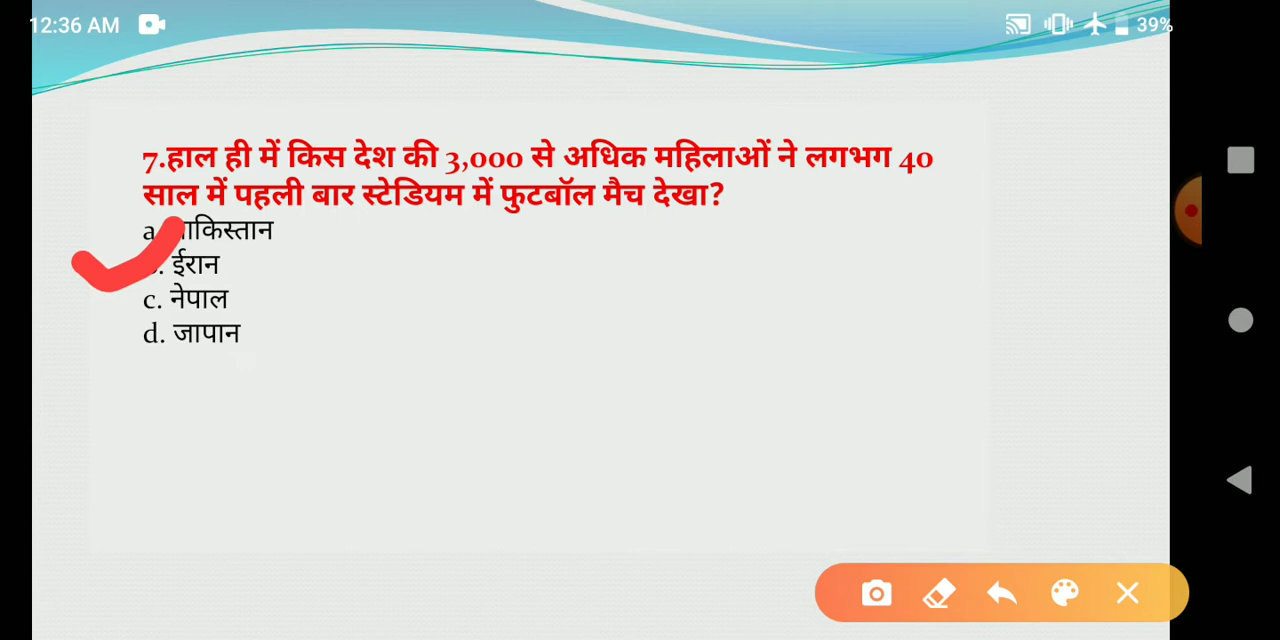 12:36 AM 39%
7.हाल ही में किस देश की 3,000 से अधिक महिलाओं ने लगभग 40
साल में पहली बार स्टेडियम में फुटबॉल मैच देखा?
a
ईरान
c. नेपाल
d. जापान